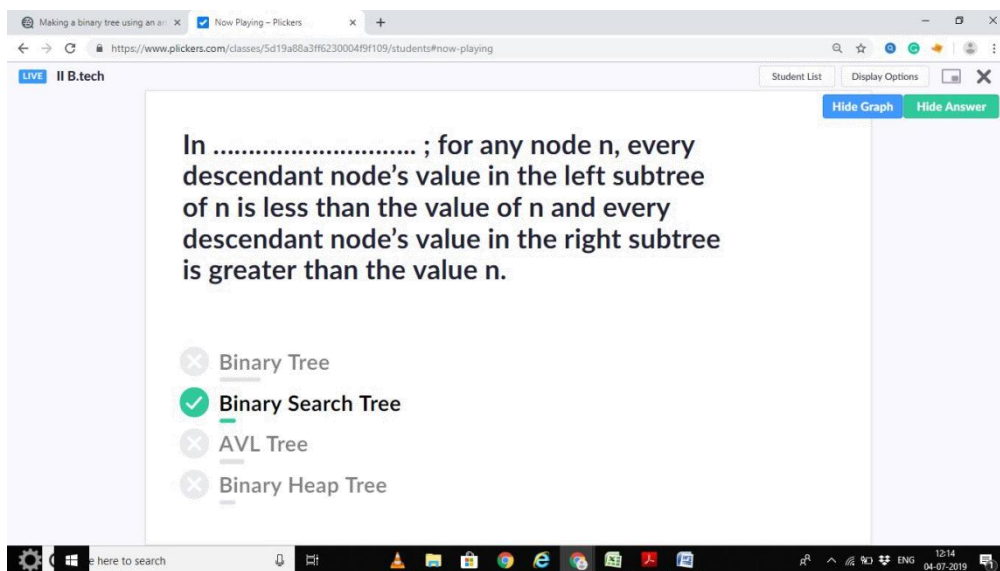 Making a binary tree using an arr
Now Playing – Plickers
https://www.plickers.com/classes/5d19a88a3ff6230004f9f109/students#now-playing
LIVE II B.tech
Student List
Display Options
Hide Graph
Hide Answer
In ............................. ; for any node n, every
descendant node's value in the left subtree
of n is less than the value of n and every
descendant node's value in the right subtree
is greater than the value n.
Binary Tree
Binary Search Tree
AVL Tree
Binary Heap Tree
e here to search
ENG
12:14
04-07-2019